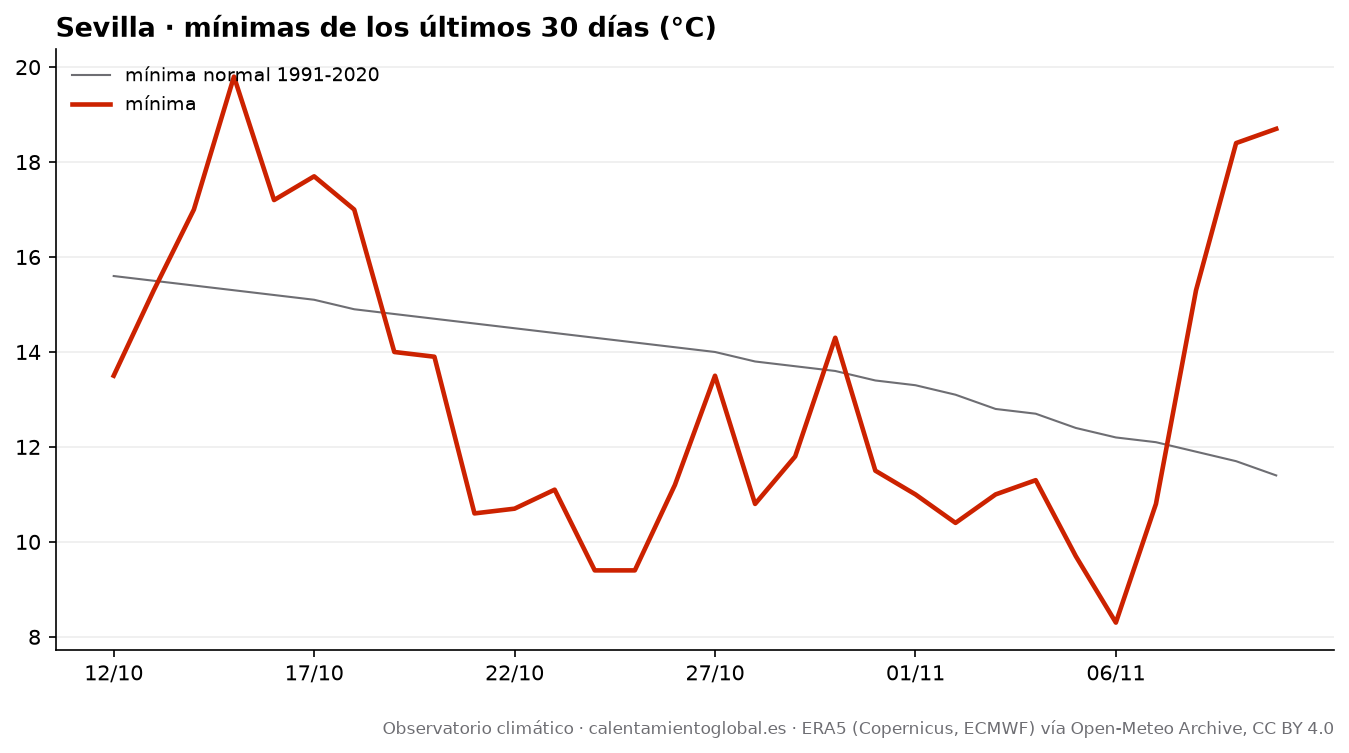 Sevilla · mínimas de los últimos 30 días (°C)
mínima normal 1991-2020
mínima
20
18
16
14
12
10
8
12/10 17/10 22/10 27/10 01/11 06/11
Observatorio climático · calentamientoglobal.es · ERA5 (Copernicus, ECMWF) vía Open-Meteo Archive, CC BY 4.0